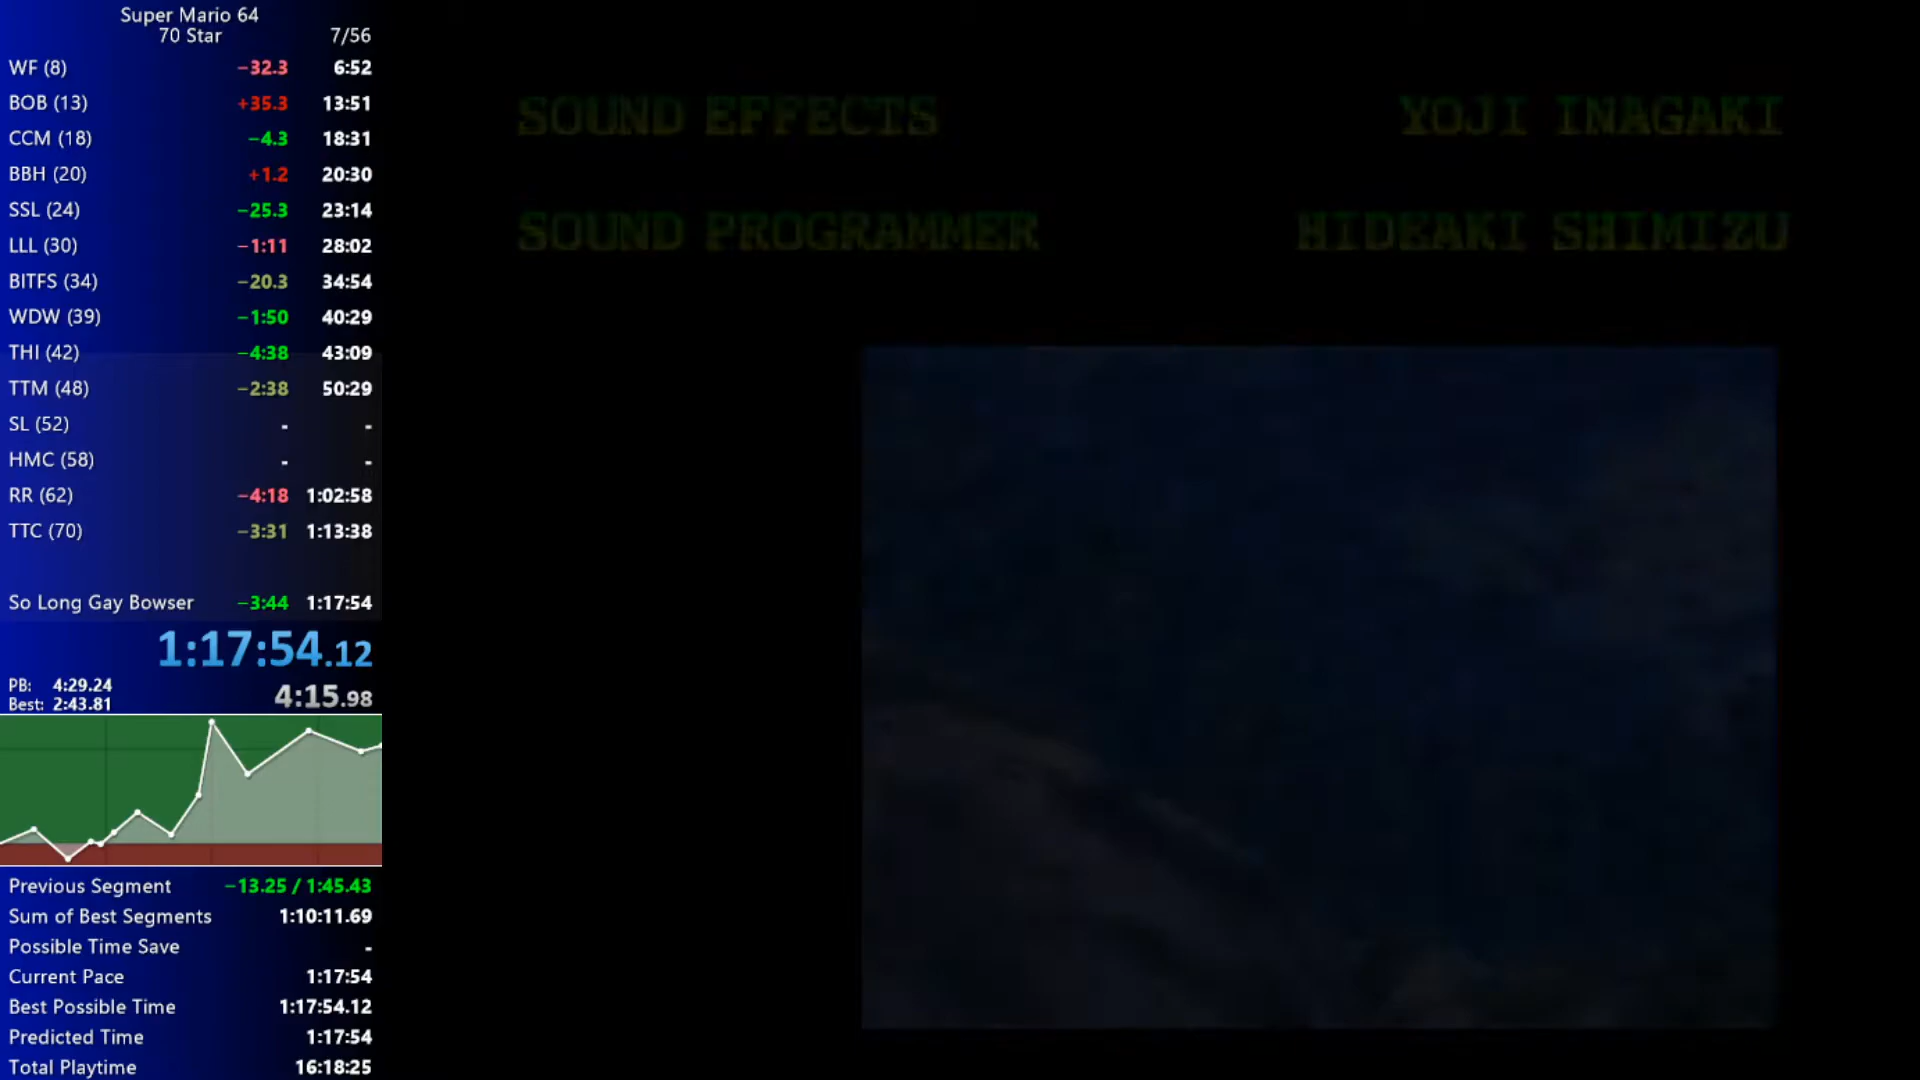 Super Mario 64
70 Star 7/56
WF (8) −32.3 6:52
BOB (13) +35.3 13:51
CCM (18) −4.3 18:31
BBH (20) +1.2 20:30
SSL (24) −25.3 23:14
LLL (30) −1:11 28:02
BITFS (34) −20.3 34:54
WDW (39) −1:50 40:29
THI (42) −4:38 43:09
TTM (48) −2:38 50:29
SL (52) - -
HMC (58) - -
RR (62) −4:18 1:02:58
TTC (70) −3:31 1:13:38
So Long Gay Bowser −3:44 1:17:54
1:17:54.12
PB: 4:29.24
Best: 2:43.81
4:15.98
Previous Segment −13.25 / 1:45.43
Sum of Best Segments 1:10:11.69
Possible Time Save -
Current Pace 1:17:54
Best Possible Time 1:17:54.12
Predicted Time 1:17:54
Total Playtime 16:18:25
SOUND EFFECTS YOJI INAGAKI
SOUND PROGRAMMER HIDEAKI SHIMIZU